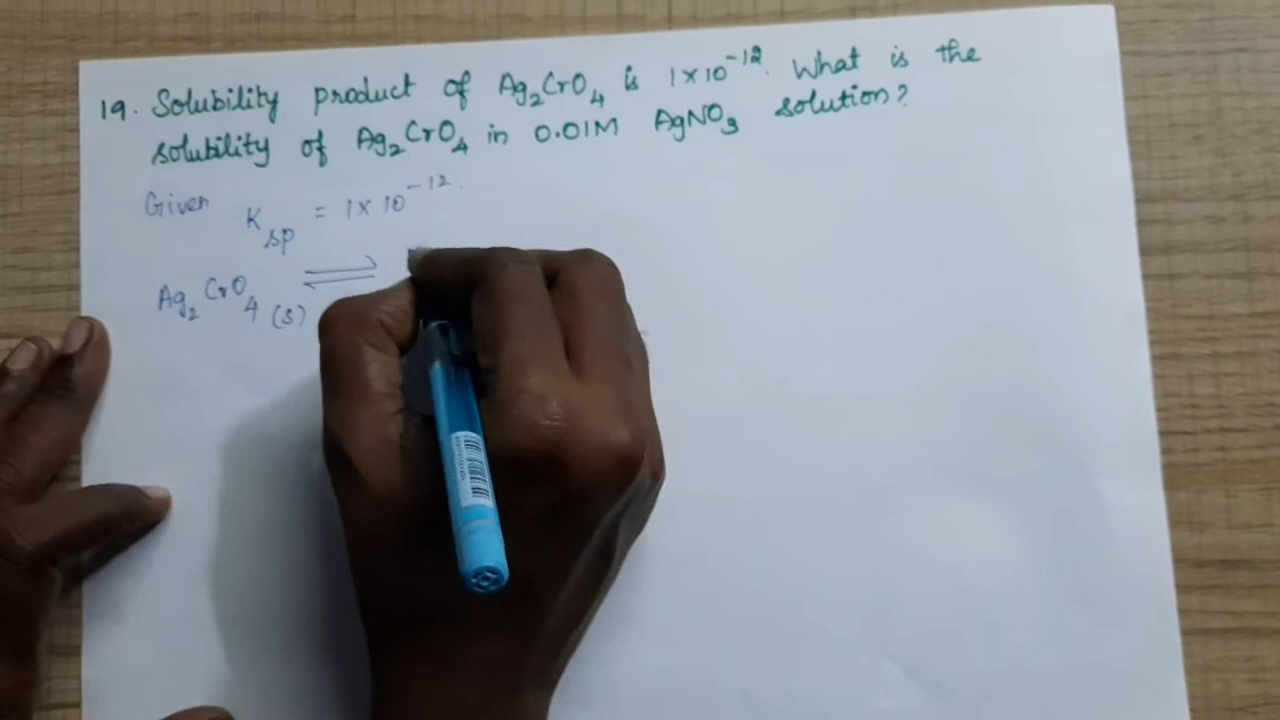 19. Solubility product of Ag₂CrO₄ is 1×10⁻¹². What is the
solubility of Ag₂CrO₄ in 0.01M AgNO₃ solution?
Given Ksp = 1×10⁻¹².
Ag₂CrO₄(s) ⇌